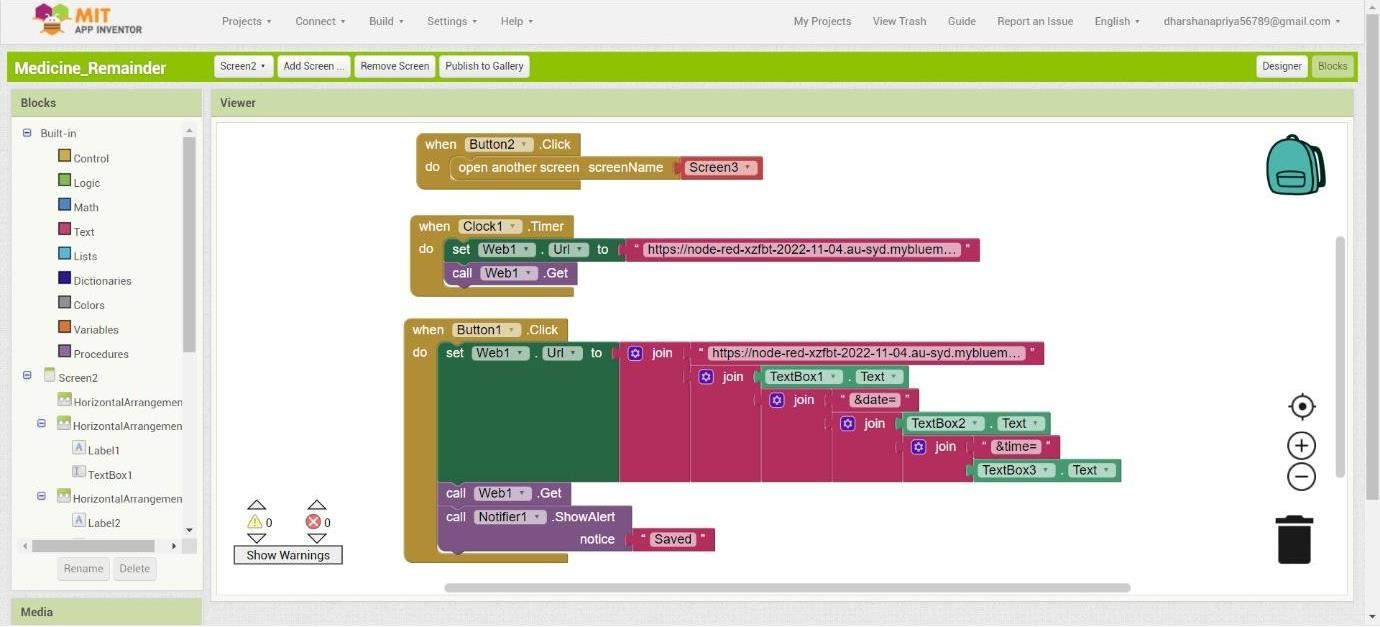 MIT
APP INVENTOR
Projects Connect Build Settings Help My Projects View Trash Guide Report an Issue English dharshanapriya56789@gmail.com
Medicine_Remainder Screen2 Add Screen ... Remove Screen Publish to Gallery Designer Blocks
Blocks
Viewer
Built-in
Control
Logic
Math
Text
Lists
Dictionaries
Colors
Variables
Procedures
Screen2
HorizontalArrangemen
HorizontalArrangemen
Label1
TextBox1
HorizontalArrangemen
Label2
Rename Delete
Media
when Button2 .Click
do open another screen screenName Screen3
when Clock1 .Timer
do set Web1 . Url to " https://node-red-xzfbt-2022-11-04.au-syd.mybluem... "
call Web1 .Get
when Button1 .Click
do set Web1 . Url to join " https://node-red-xzfbt-2022-11-04.au-syd.mybluem... "
join TextBox1 . Text
join " &date= "
join TextBox2 . Text
join " &time= "
TextBox3 . Text
call Web1 .Get
call Notifier1 .ShowAlert
notice " Saved "
0 0
Show Warnings